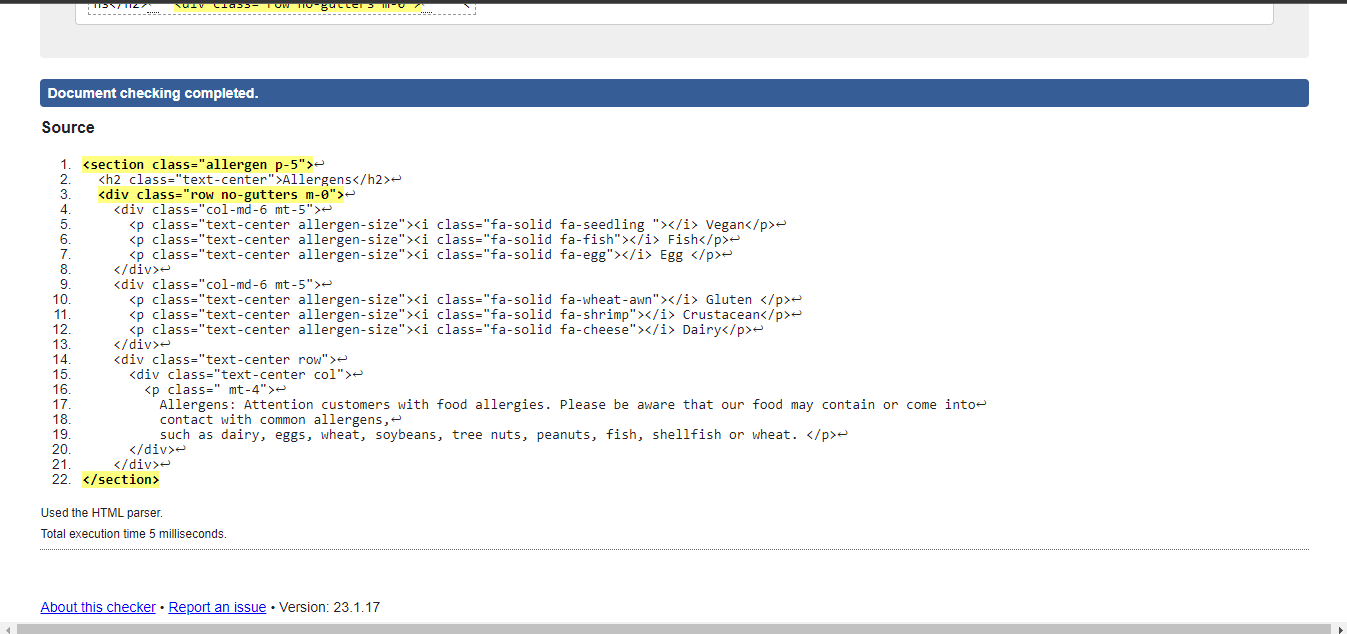 ns</h2>↩ <div class="row no-gutters m-0">↩ <
Document checking completed.
Source
1. <section class="allergen p-5">↩
2. <h2 class="text-center">Allergens</h2>↩
3. <div class="row no-gutters m-0">↩
4. <div class="col-md-6 mt-5">↩
5. <p class="text-center allergen-size"><i class="fa-solid fa-seedling "></i> Vegan</p>↩
6. <p class="text-center allergen-size"><i class="fa-solid fa-fish"></i> Fish</p>↩
7. <p class="text-center allergen-size"><i class="fa-solid fa-egg"></i> Egg </p>↩
8. </div>↩
9. <div class="col-md-6 mt-5">↩
10. <p class="text-center allergen-size"><i class="fa-solid fa-wheat-awn"></i> Gluten </p>↩
11. <p class="text-center allergen-size"><i class="fa-solid fa-shrimp"></i> Crustacean</p>↩
12. <p class="text-center allergen-size"><i class="fa-solid fa-cheese"></i> Dairy</p>↩
13. </div>↩
14. <div class="text-center row">↩
15. <div class="text-center col">↩
16. <p class=" mt-4">↩
17. Allergens: Attention customers with food allergies. Please be aware that our food may contain or come into↩
18. contact with common allergens,↩
19. such as dairy, eggs, wheat, soybeans, tree nuts, peanuts, fish, shellfish or wheat. </p>↩
20. </div>↩
21. </div>↩
22. </section>
Used the HTML parser.
Total execution time 5 milliseconds.
About this checker • Report an issue • Version: 23.1.17